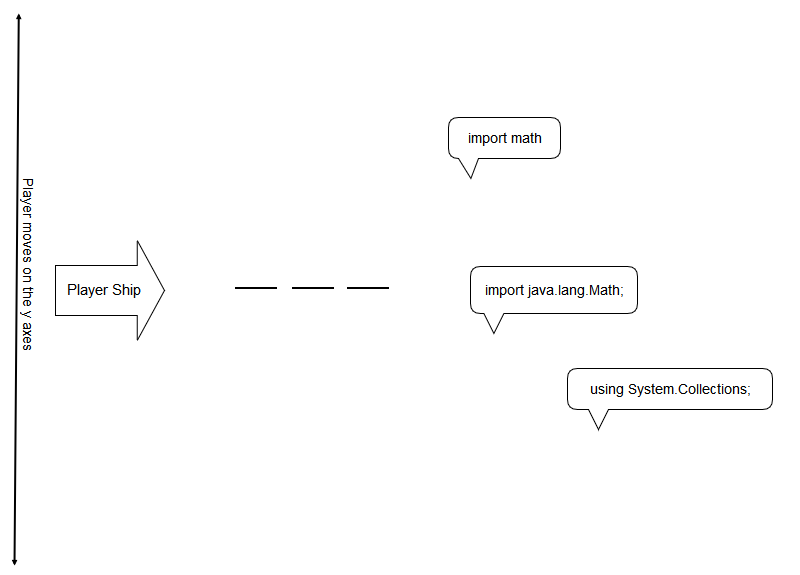 import math
Player moves on the y axes
Player Ship
import java.lang.Math;
using System.Collections;